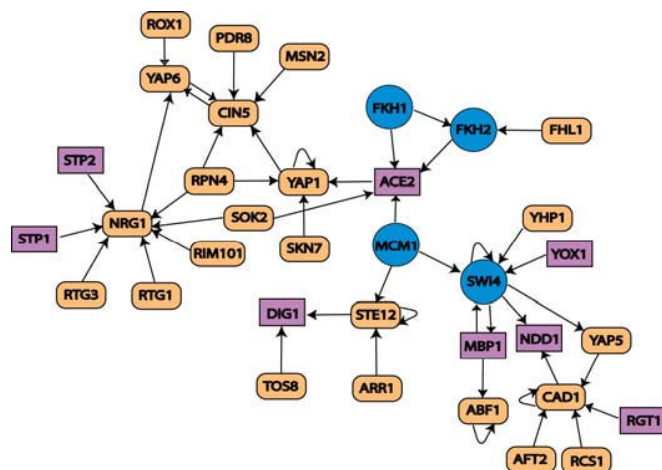 ROX1
PDR8
MSN2
YAP6
CIN5
FKH1
FKH2
FHL1
STP2
RPN4
YAP1
ACE2
NRG1
SOK2
YHP1
STP1
RIM101
SKN7
MCM1
SWI4
YOX1
RTG3
RTG1
DIG1
STE12
MBP1
NDD1
YAP5
TOS8
ARR1
ABF1
CAD1
RGT1
AFT2
RCS1